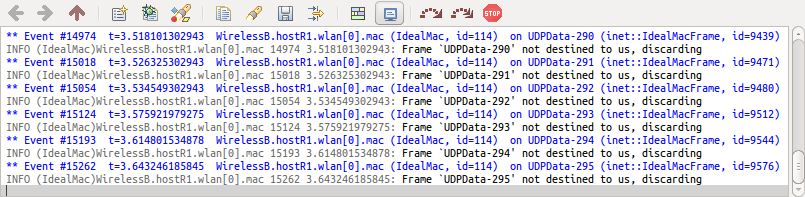 STOP
** Event #14974  t=3.518101302943  WirelessB.hostR1.wlan[0].mac (IdealMac, id=114)  on UDPData-290 (inet::IdealMacFrame, id=9439)
INFO (IdealMac)WirelessB.hostR1.wlan[0].mac 14974 3.518101302943: Frame `UDPData-290' not destined to us, discarding
** Event #15018  t=3.526325302943  WirelessB.hostR1.wlan[0].mac (IdealMac, id=114)  on UDPData-291 (inet::IdealMacFrame, id=9471)
INFO (IdealMac)WirelessB.hostR1.wlan[0].mac 15018 3.526325302943: Frame `UDPData-291' not destined to us, discarding
** Event #15054  t=3.534549302943  WirelessB.hostR1.wlan[0].mac (IdealMac, id=114)  on UDPData-292 (inet::IdealMacFrame, id=9480)
INFO (IdealMac)WirelessB.hostR1.wlan[0].mac 15054 3.534549302943: Frame `UDPData-292' not destined to us, discarding
** Event #15124  t=3.575921979275  WirelessB.hostR1.wlan[0].mac (IdealMac, id=114)  on UDPData-293 (inet::IdealMacFrame, id=9512)
INFO (IdealMac)WirelessB.hostR1.wlan[0].mac 15124 3.575921979275: Frame `UDPData-293' not destined to us, discarding
** Event #15193  t=3.614801534878  WirelessB.hostR1.wlan[0].mac (IdealMac, id=114)  on UDPData-294 (inet::IdealMacFrame, id=9544)
INFO (IdealMac)WirelessB.hostR1.wlan[0].mac 15193 3.614801534878: Frame `UDPData-294' not destined to us, discarding
** Event #15262  t=3.643246185845  WirelessB.hostR1.wlan[0].mac (IdealMac, id=114)  on UDPData-295 (inet::IdealMacFrame, id=9576)
INFO (IdealMac)WirelessB.hostR1.wlan[0].mac 15262 3.643246185845: Frame `UDPData-295' not destined to us, discarding